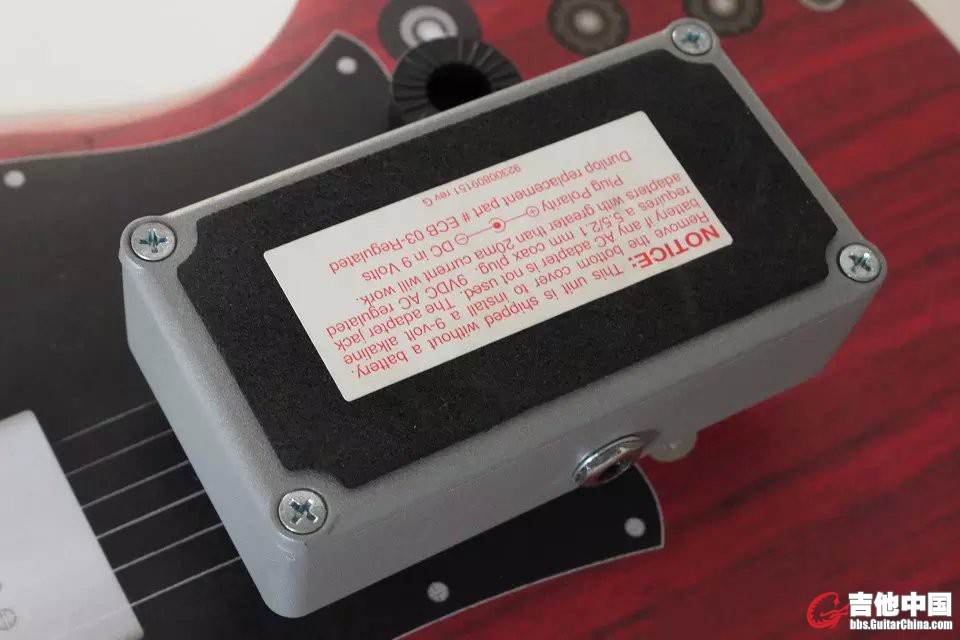 NOTICE: This unit is shipped without a battery.
Remove the bottom cover to install a 9-volt alkaline
battery if any AC adapter is not used. The adapter jack
requires a 5.5/2.1 mm coax plug. 9VDC AC regulated
adapters with greater than 20ma current will work.
Plug Polarity + - DC in 9 Volts
Dunlop replacement part # ECB 03-Regulated
92300809151 rev G
吉他中国
bbs.GuitarChina.com